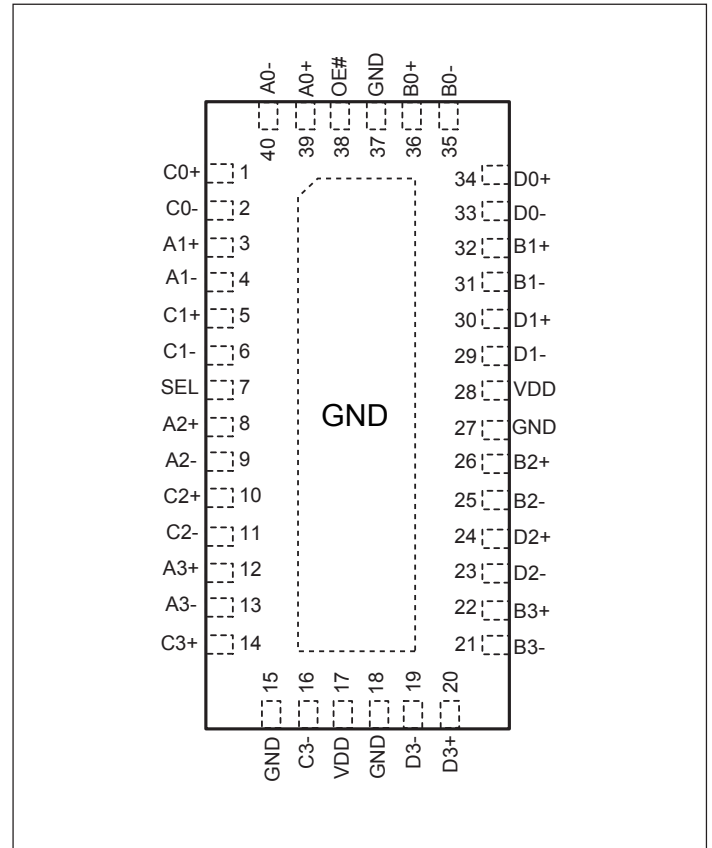 A0- A0+ OE# GND B0+ B0-
40 39 38 37 36 35
C0+ 1 34 D0+
C0- 2 33 D0-
A1+ 3 32 B1+
A1- 4 31 B1-
C1+ 5 30 D1+
C1- 6 29 D1-
SEL 7 28 VDD
A2+ 8 GND 27 GND
A2- 9 26 B2+
C2+ 10 25 B2-
C2- 11 24 D2+
A3+ 12 23 D2-
A3- 13 22 B3+
C3+ 14 21 B3-
15 16 17 18 19 20
GND C3- VDD GND D3- D3+